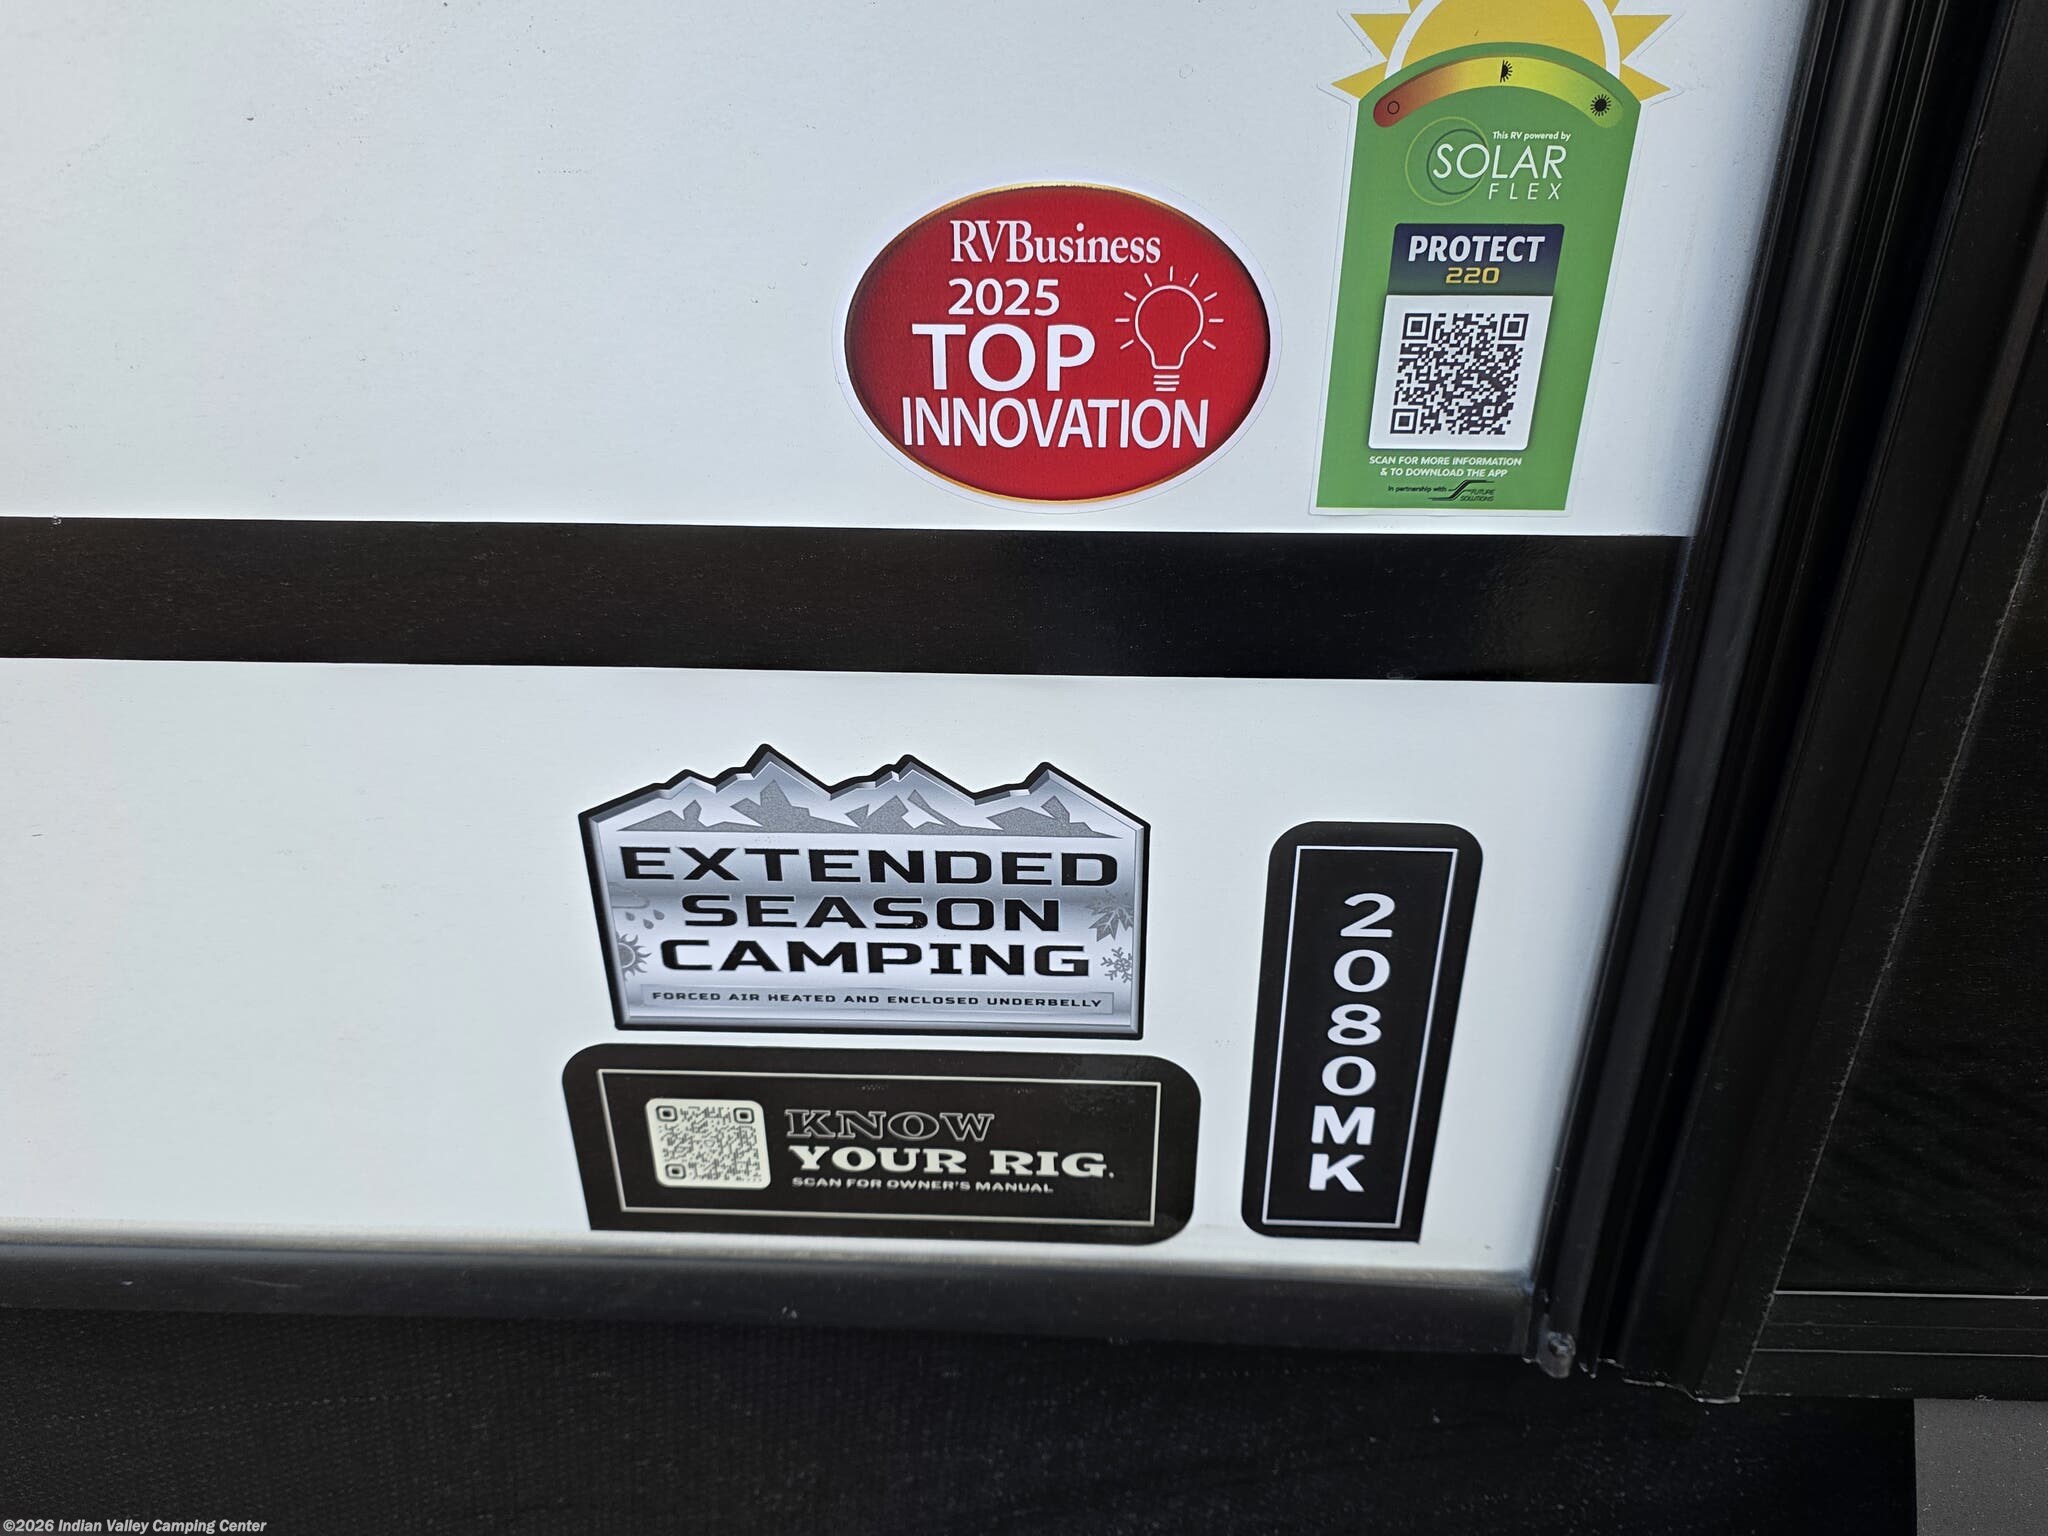 This RV powered by
SOLAR
FLEX
PROTECT
220
SCAN FOR MORE INFORMATION
& TO DOWNLOAD THE APP
In partnership with FUTURE
SOLUTIONS
RVBusiness
2025
TOP
INNOVATION
EXTENDED
SEASON
CAMPING
FORCED AIR HEATED AND ENCLOSED UNDERBELLY
KNOW
YOUR RIG.
SCAN FOR OWNER'S MANUAL
2080MK
©2026 Indian Valley Camping Center